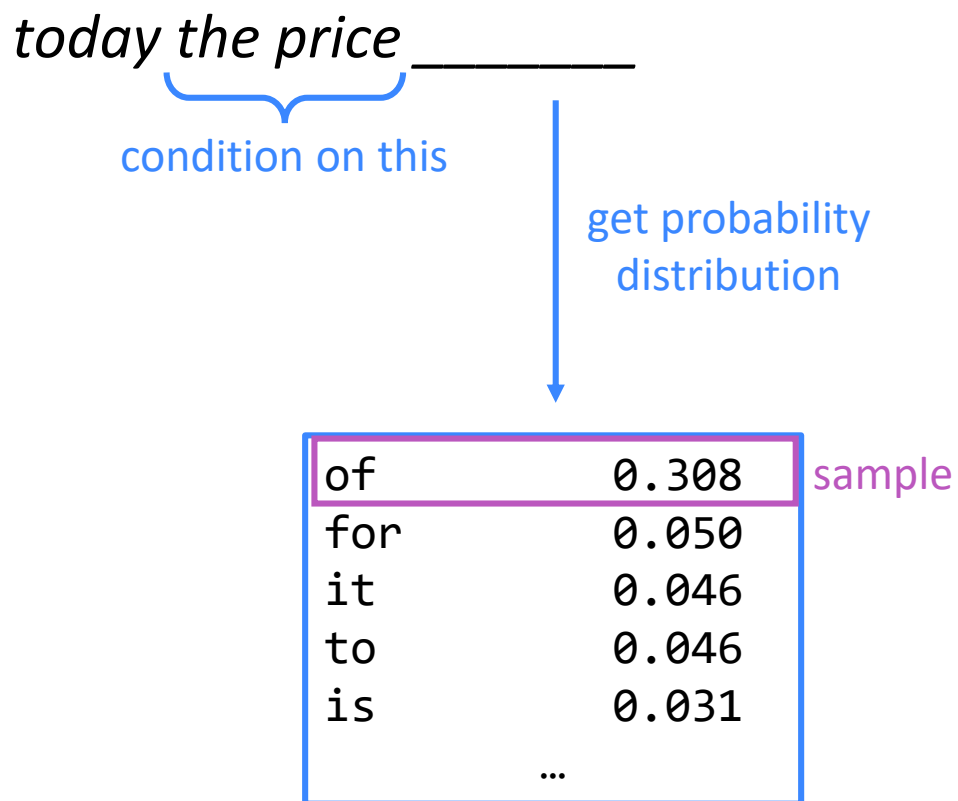 today the price _______
condition on this
get probability
distribution
of 0.308 sample
for 0.050
it 0.046
to 0.046
is 0.031
…